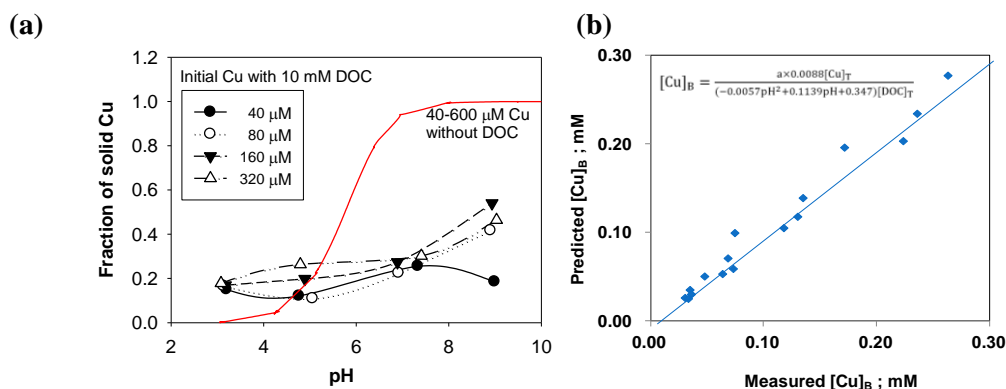 (a)
1.2
1.0
0.8
0.6
0.4
0.2
0.0
Fraction of solid Cu
Initial Cu with 10 mM DOC
40 μM
80 μM
160 μM
320 μM
40-600 μM Cu
without DOC
2 4 6 8 10
pH
(b)
0.30
0.20
0.10
0.00
Predicted [Cu]B ; mM
[Cu]B = a×0.0088[Cu]T / (−0.0057pH²+0.1139pH+0.347)[DOC]T
0.00 0.10 0.20 0.30
Measured [Cu]B ; mM